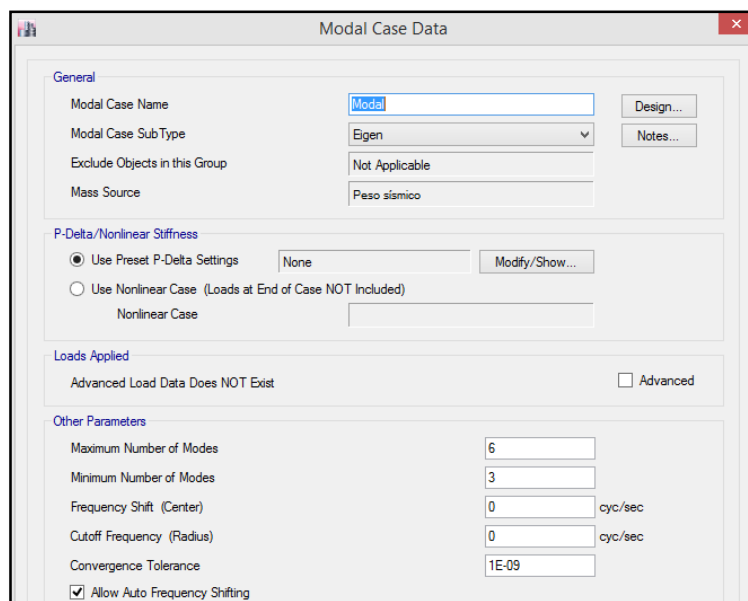 Modal Case Data
General
Modal Case Name Modal Design...
Modal Case SubType Eigen Notes...
Exclude Objects in this Group Not Applicable
Mass Source Peso sísmico
P-Delta/Nonlinear Stiffness
Use Preset P-Delta Settings None Modify/Show...
Use Nonlinear Case (Loads at End of Case NOT Included)
Nonlinear Case
Loads Applied
Advanced Load Data Does NOT Exist Advanced
Other Parameters
Maximum Number of Modes 6
Minimum Number of Modes 3
Frequency Shift (Center) 0 cyc/sec
Cutoff Frequency (Radius) 0 cyc/sec
Convergence Tolerance 1E-09
Allow Auto Frequency Shifting